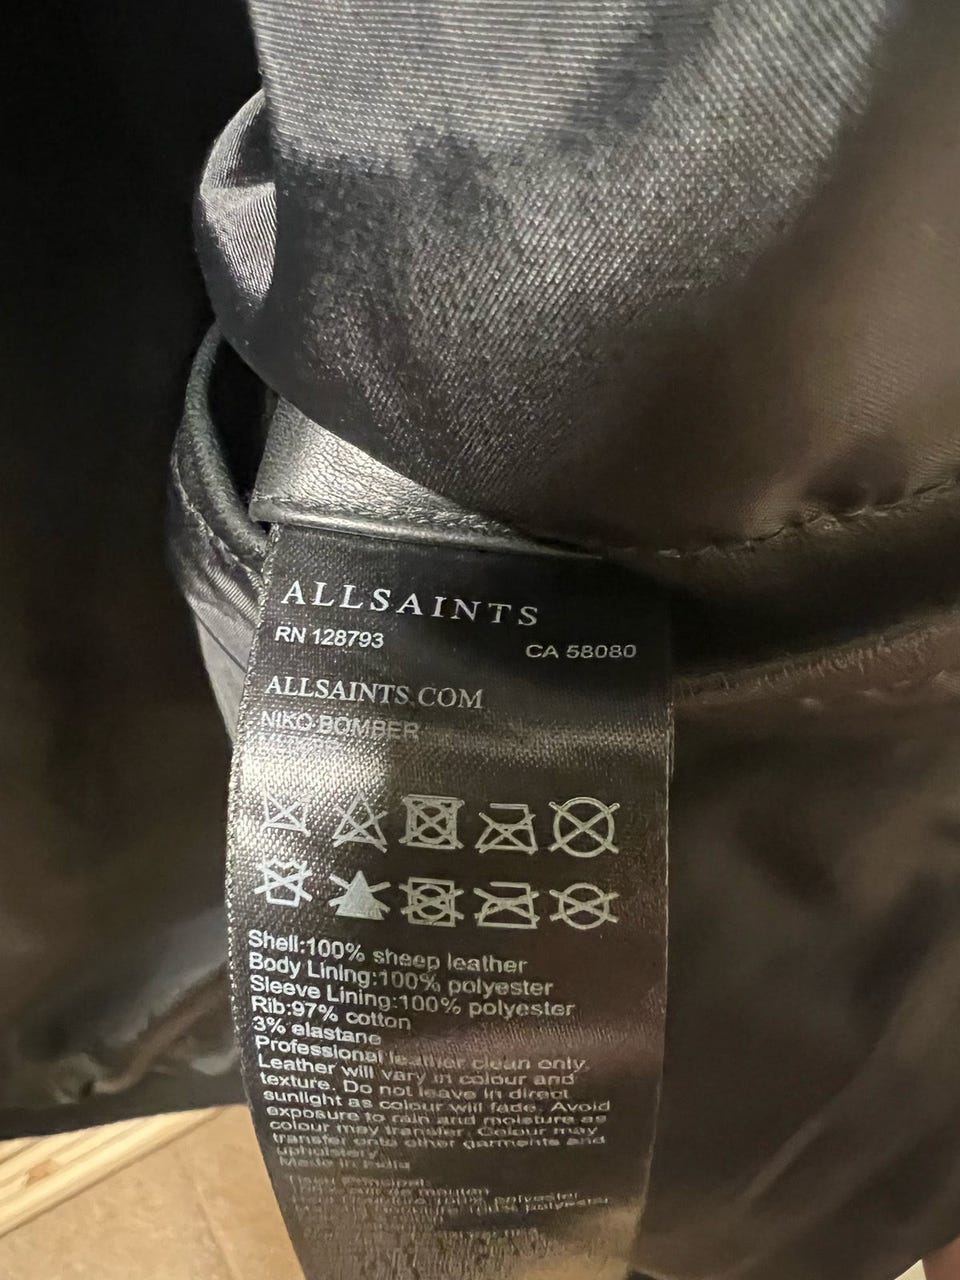 ALLSAINTS
RN 128793 CA 58080
ALLSAINTS.COM
NIKO BOMBER
Shell:100% sheep leather
Body Lining:100% polyester
Sleeve Lining:100% polyester
Rib:97% cotton
3% elastane
Professional leather clean only.
Leather will vary in colour and
texture. Do not leave in direct
sunlight as colour will fade. Avoid
exposure to rain and moisture as
colour may transfer. Colour may
transfer onto other garments and
upholstery.
Made in India